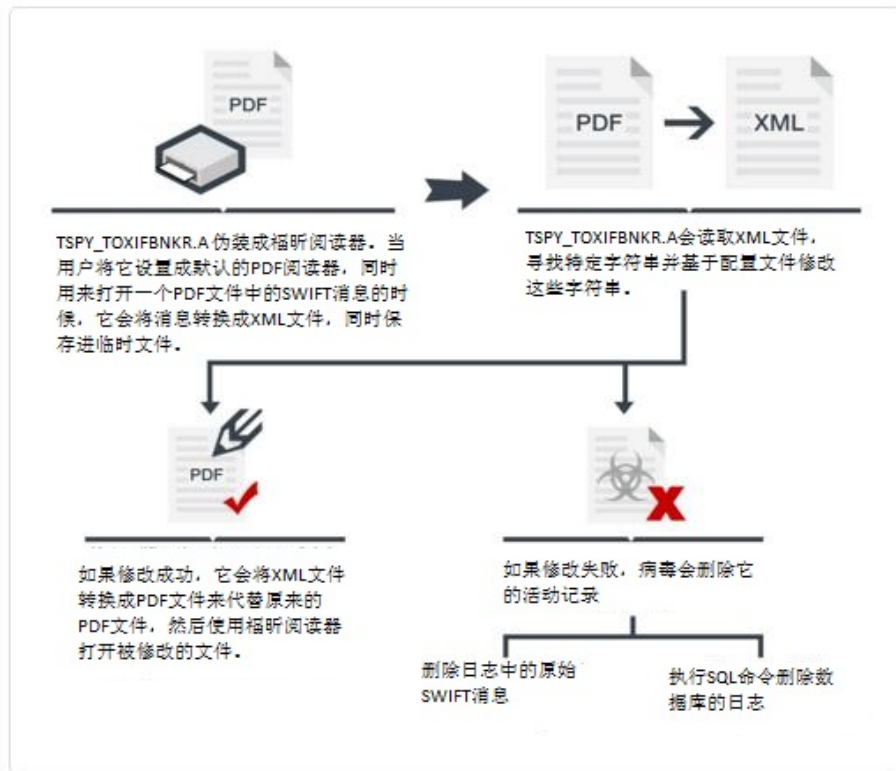 PDF
PDF
XML
TSPY_TOXIFBNKR.A 伪装成福昕阅读器。当
用户将它设置成默认的PDF阅读器，同时
用来打开一个PDF文件中的SWIFT消息的时
候，它会将消息转换成XML文件，同时保
存进临时文件。
TSPY_TOXIFBNKR.A会读取XML文件，
寻找特定字符串并基于配置文件修改
这些字符串。
PDF
如果修改成功，它会将XML文件
转换成PDF文件来代替原来的
PDF文件，然后使用福昕阅读器
打开被修改的文件。
如果修改失败，病毒会删除它
的活动记录
删除日志中的原始
SWIFT消息
执行SQL命令删除数
据库的日志